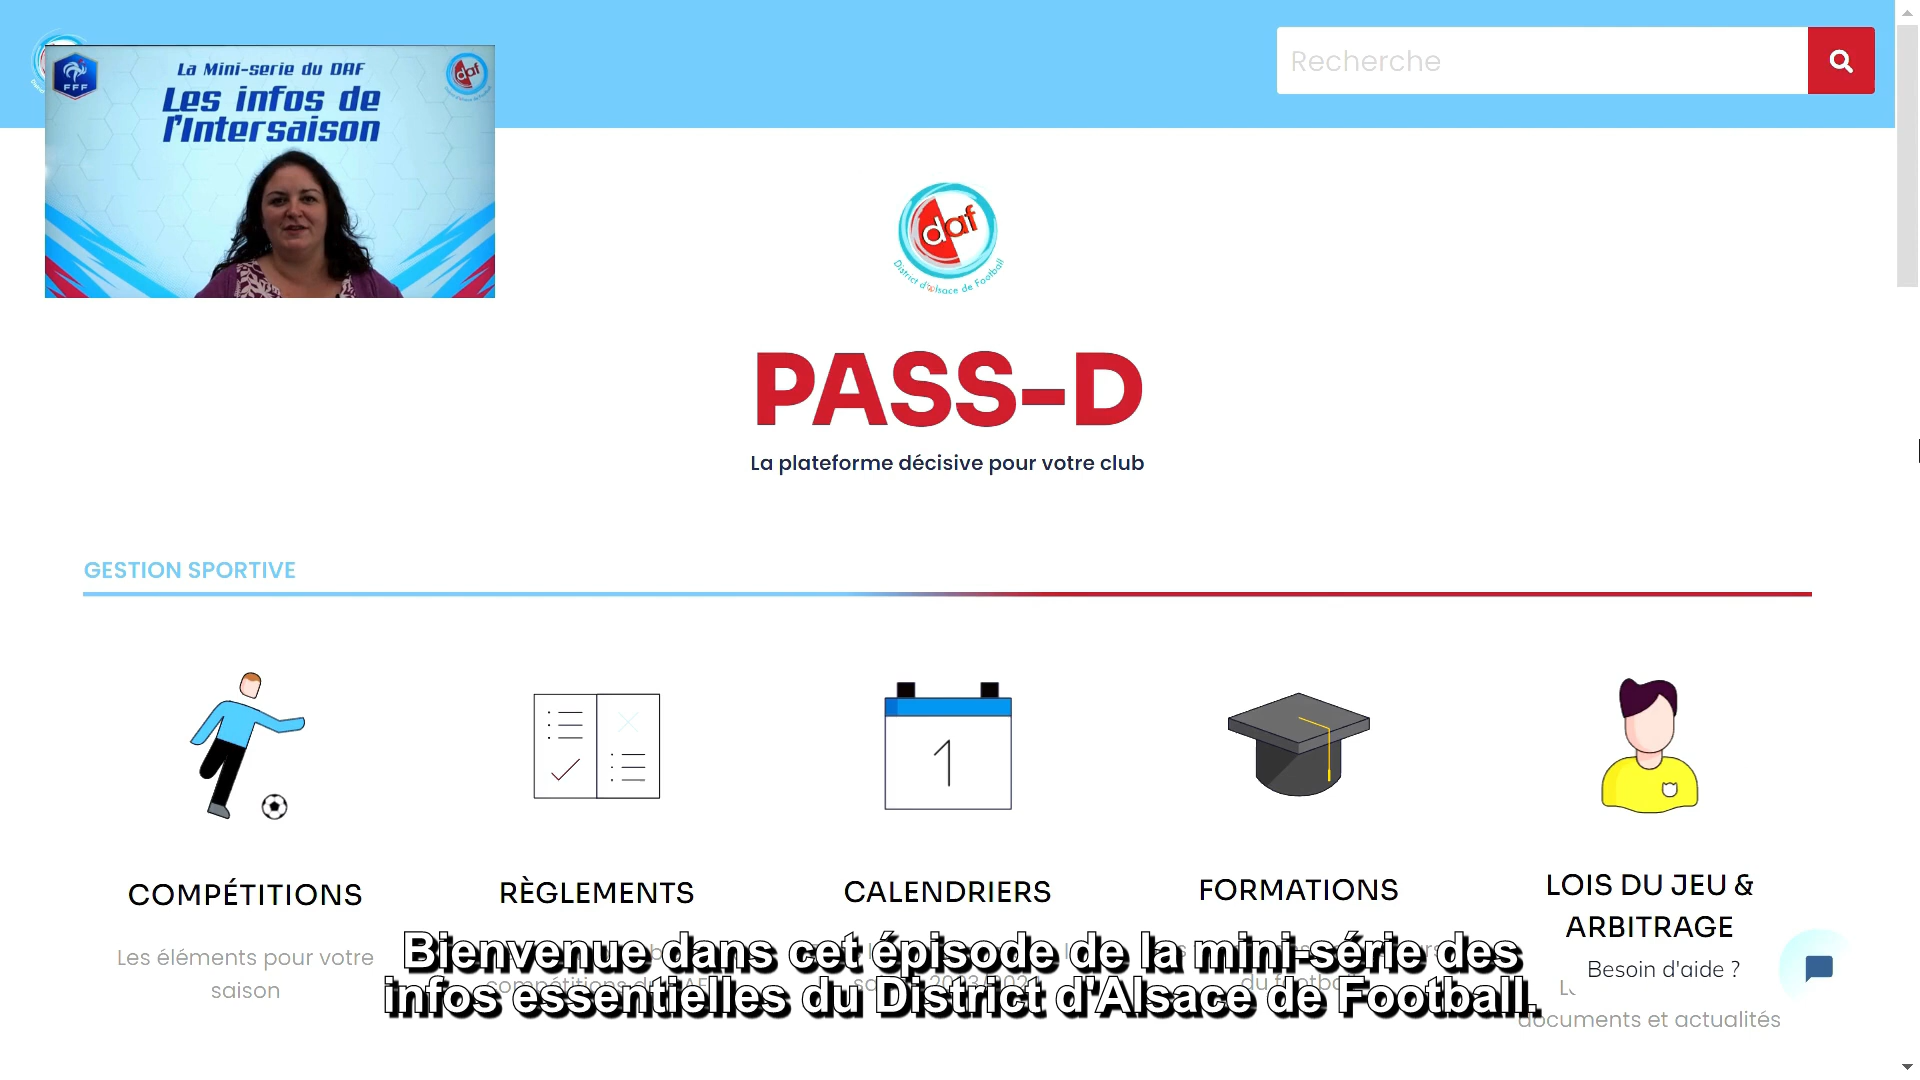 Recherche
La Mini-serie du DAF
FFF
daf
Les infos de
l'Intersaison
daf
District d'Alsace de Football
PASS-D
La plateforme décisive pour votre club
GESTION SPORTIVE
1
COMPÉTITIONS
RÈGLEMENTS
CALENDRIERS
FORMATIONS
LOIS DU JEU &
ARBITRAGE
Les éléments pour votre
saison
Besoin d'aide ?
documents et actualités
Bienvenue dans cet épisode de la mini-série des
infos essentielles du District d'Alsace de Football.